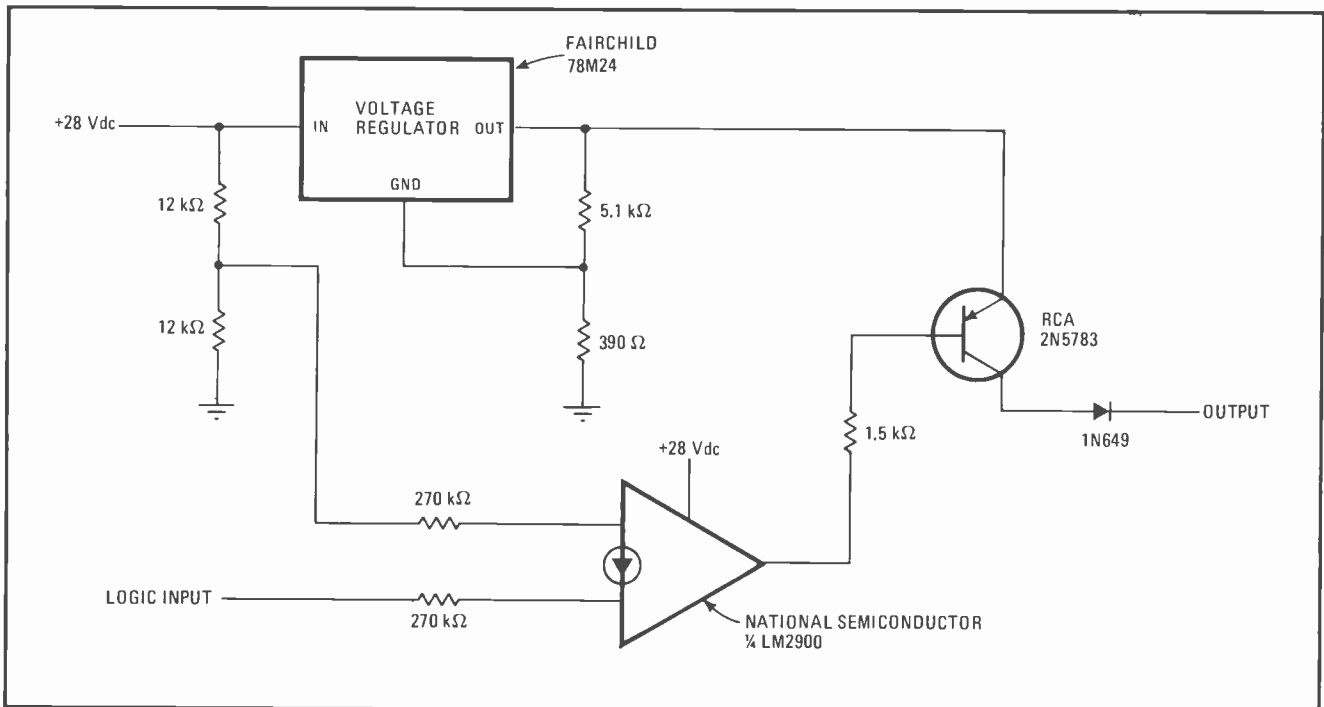 FAIRCHILD
78M24
+28 Vdc
VOLTAGE
REGULATOR
IN
OUT
GND
12 kΩ
5.1 kΩ
12 kΩ
390 Ω
RCA
2N5783
1.5 kΩ
OUTPUT
1N649
+28 Vdc
270 kΩ
LOGIC INPUT
270 kΩ
NATIONAL SEMICONDUCTOR
¼ LM2900